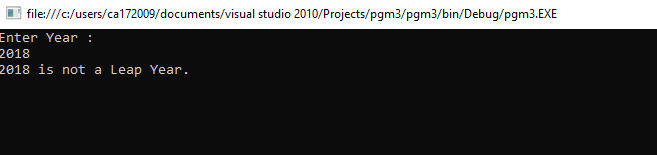 file:///c:/users/ca172009/documents/visual studio 2010/Projects/pgm3/pgm3/bin/Debug/pgm3.EXE
Enter Year :
2018
2018 is not a Leap Year.